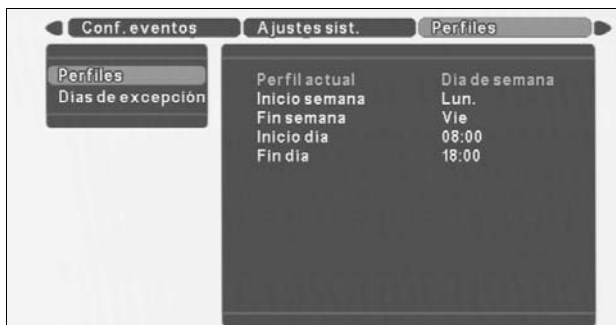 Conf. eventos
Ajustes sist.
Perfiles
Perfiles
Dias de excepción
Perfil actual Dia de semana
Inicio semana Lun.
Fin semana Vie
Inicio dia 08:00
Fin dia 18:00